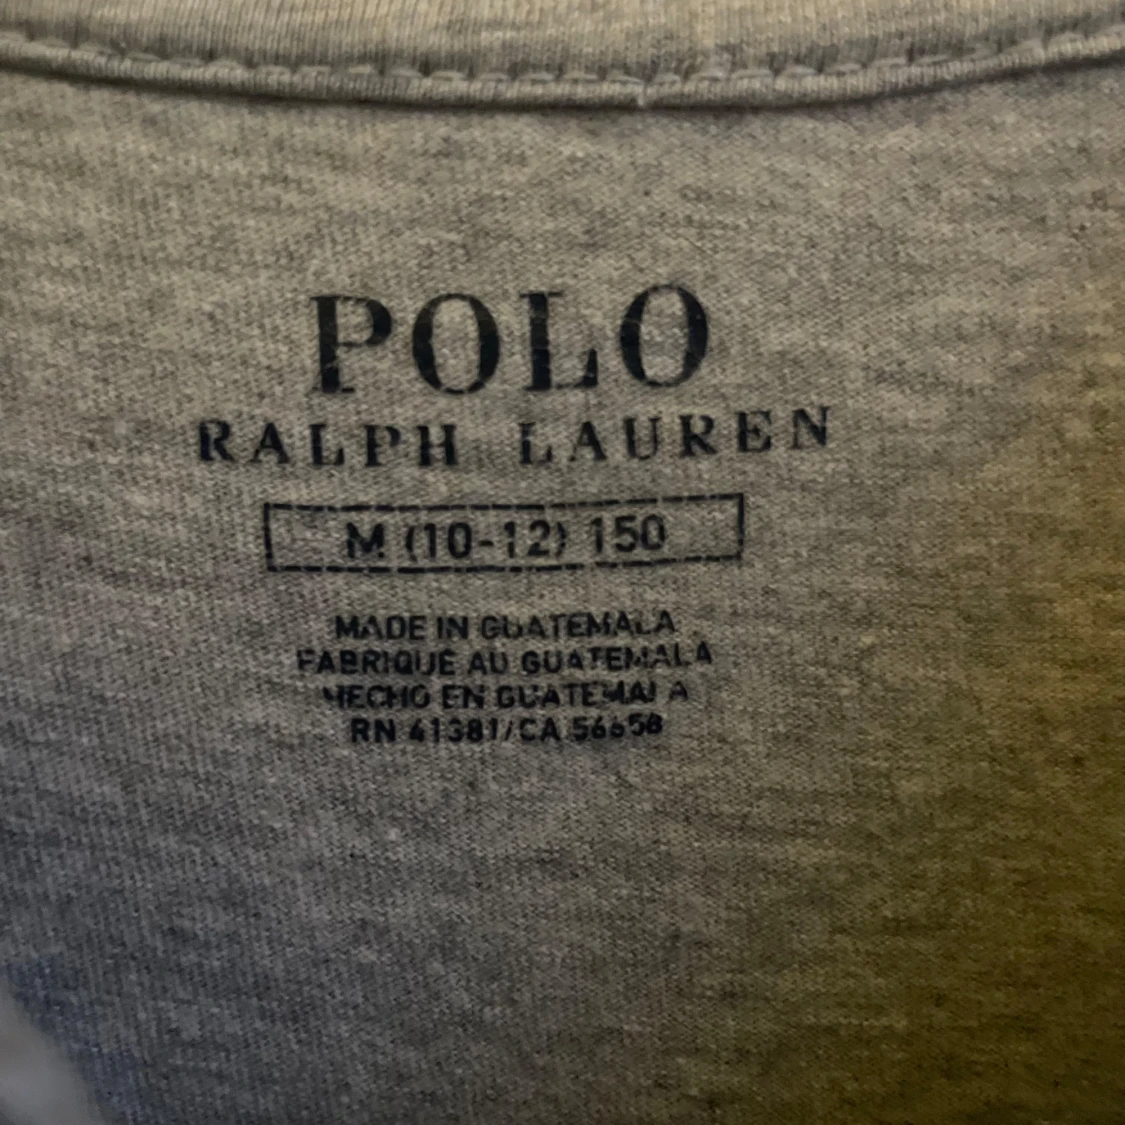 POLO
RALPH LAUREN
M (10-12) 150
MADE IN GUATEMALA
FABRIQUÉ AU GUATEMALA
HECHO EN GUATEMALA
RN 41381/CA 56658